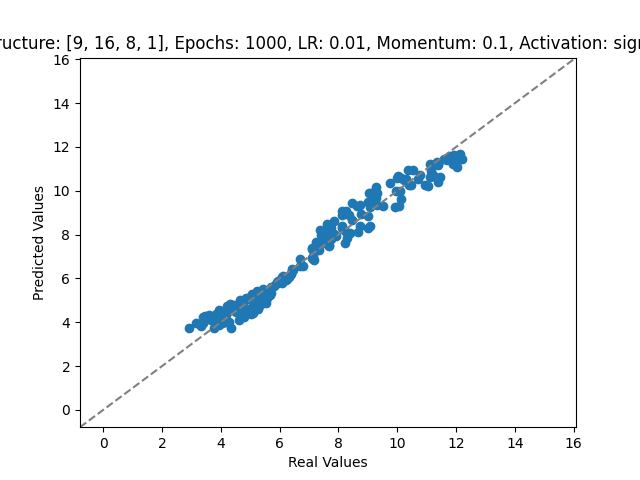 ructure: [9, 16, 8, 1], Epochs: 1000, LR: 0.01, Momentum: 0.1, Activation: sigr
16
14
12
10
8
6
4
2
0
Predicted Values
0 2 4 6 8 10 12 14 16
Real Values